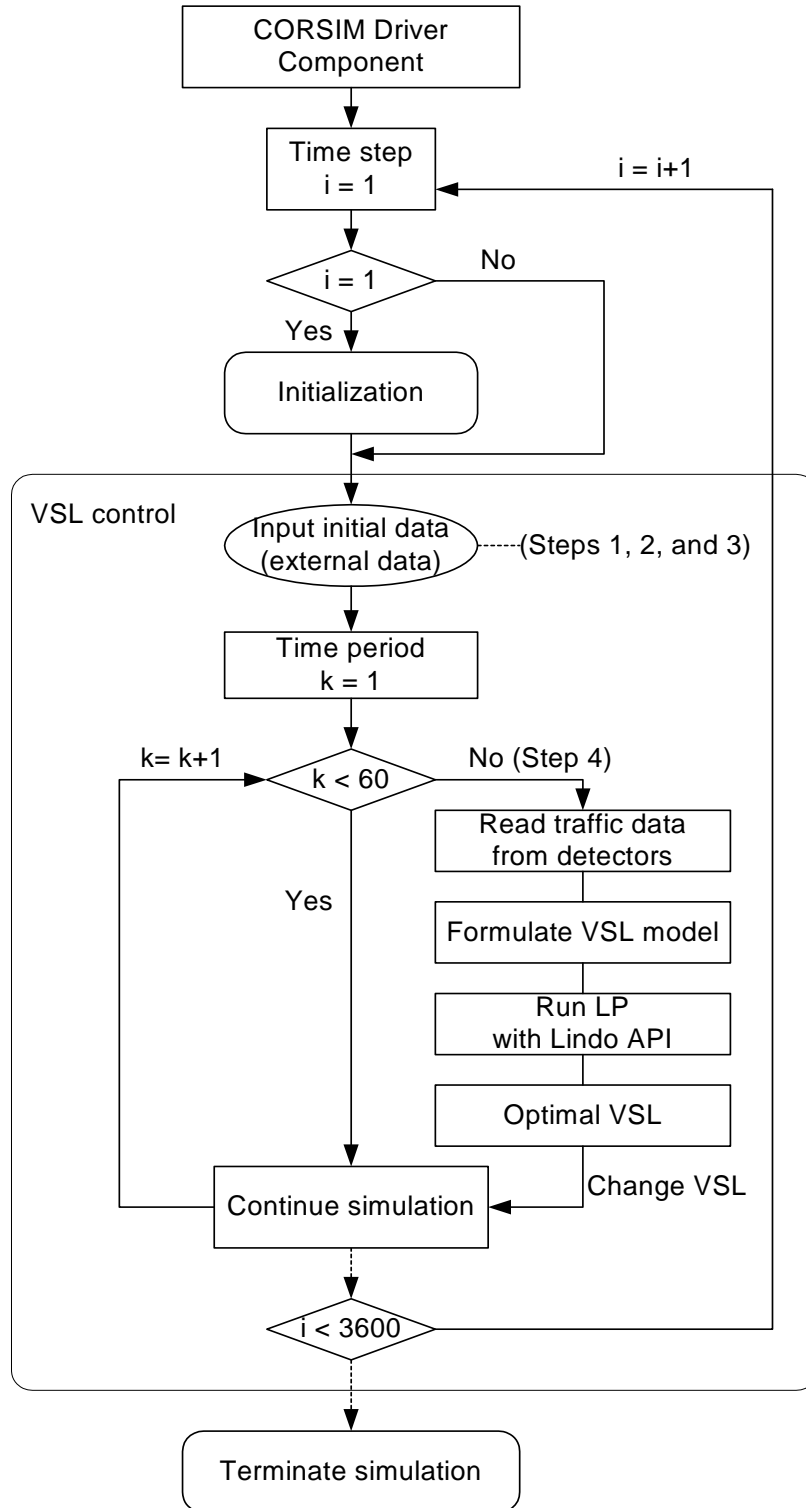 CORSIM Driver
Component
Time step
i = 1
i = i+1
i = 1
No
Yes
Initialization
VSL control
Input initial data
(external data)
(Steps 1, 2, and 3)
Time period
k = 1
k= k+1
k < 60
No (Step 4)
Read traffic data
from detectors
Yes
Formulate VSL model
Run LP
with Lindo API
Optimal VSL
Change VSL
Continue simulation
i < 3600
Terminate simulation